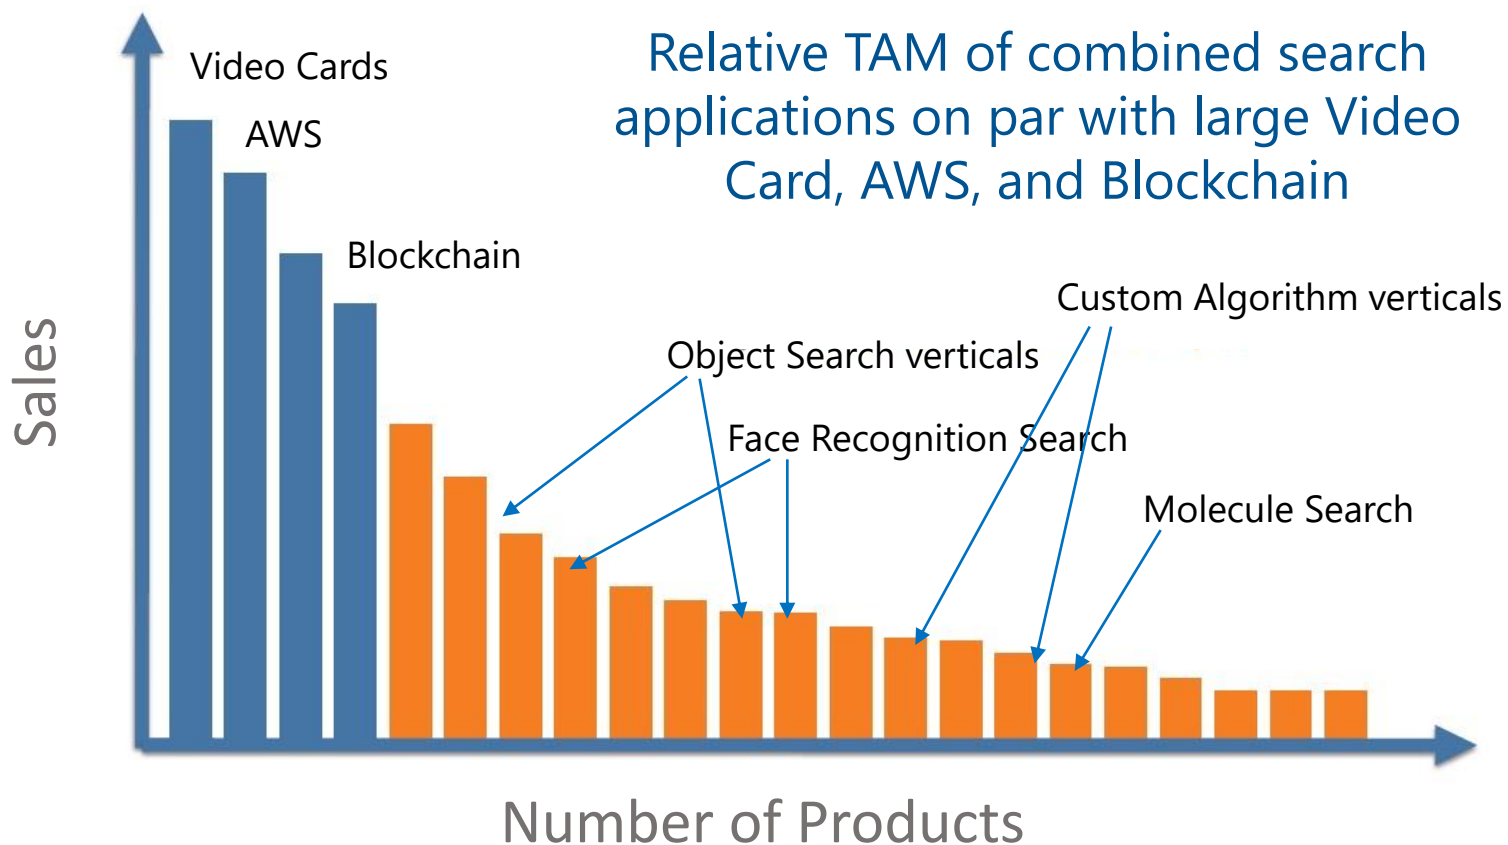 Relative TAM of combined search
applications on par with large Video
Card, AWS, and Blockchain
Video Cards
AWS
Blockchain
Custom Algorithm verticals
Object Search verticals
Face Recognition Search
Molecule Search
Sales
Number of Products